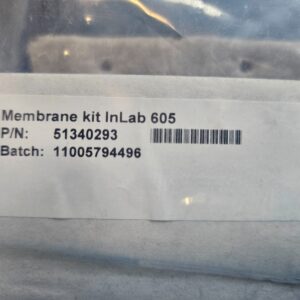 Membrane kit InLab 605
P/N: 51340293
Batch: 11005794496